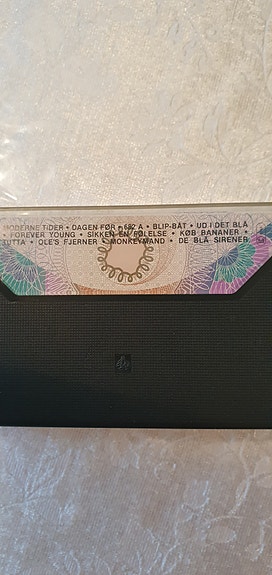 MODERNE TIDER • DAGEN FØR • 682 A • BLIP-BÅT • UD I DET BLÅ
• FOREVER YOUNG • SIKKEN EN FØLELSE • KØB BANANER •
TUTTA • OLE'S FJERNER • MONKEYMAND • DE BLÅ SIRENER